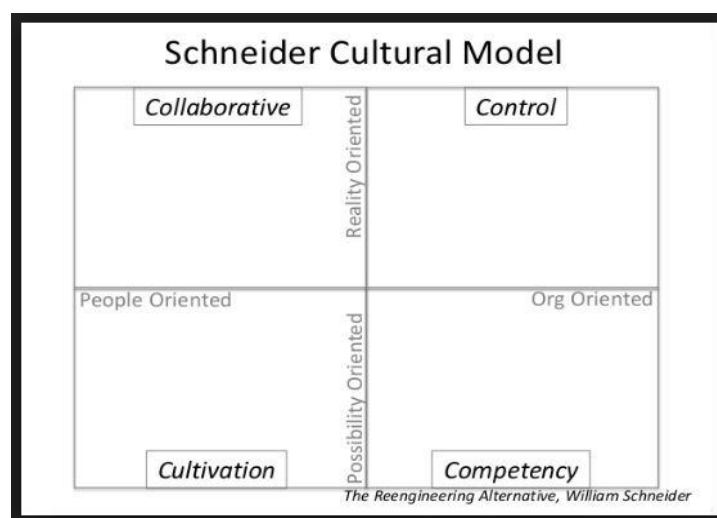 Schneider Cultural Model
Collaborative
Control
Reality Oriented
People Oriented
Org Oriented
Possibility Oriented
Cultivation
Competency
The Reengineering Alternative, William Schneider